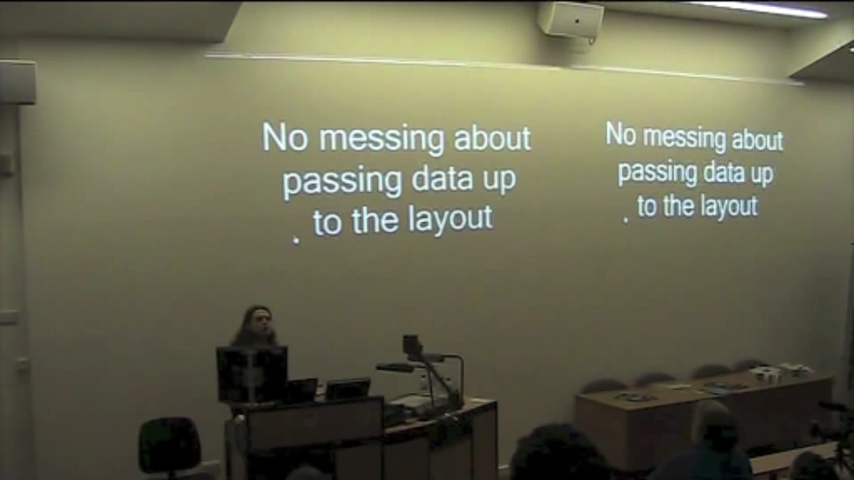 No messing about
passing data up
to the layout
No messing about
passing data up
to the layout